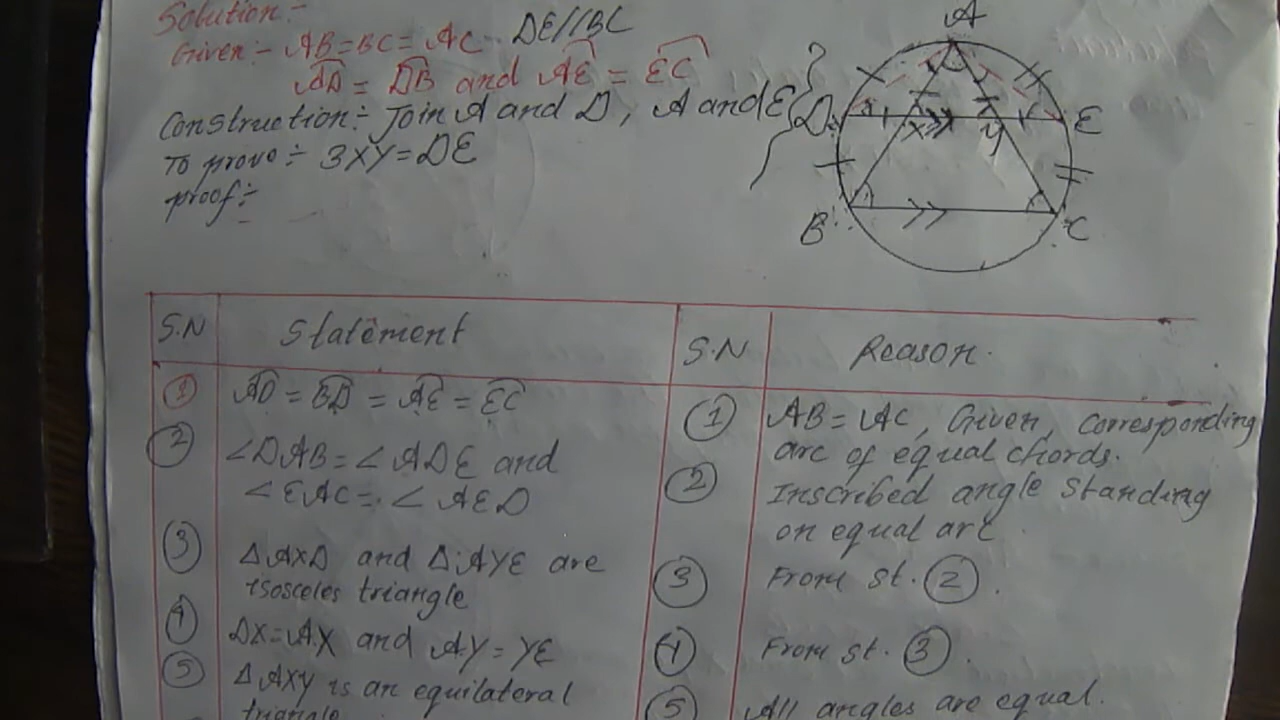 Solution:-
Given:- AB=BC=AC DE//BC
AD = DB and AE = EC
Construction:- Join A and D, A and E
To prove:- 3XY=DE
proof:-
A
D
E
X
Y
B
C
S.N Statement S.N Reason.
① AD = BD = AE = EC ① AB = AC, Given, corresponding
arc of equal chords.
② ∠DAB = ∠ADE and ② Inscribed angle standing
∠EAC = ∠AED on equal arc
③ ΔAXD and ΔAYE are ③ From st. ②.
isosceles triangle
④ DX=AX and AY=YE ④ From st. ③.
⑤ ΔAXY is an equilateral ⑤ All angles are equal.
triangle